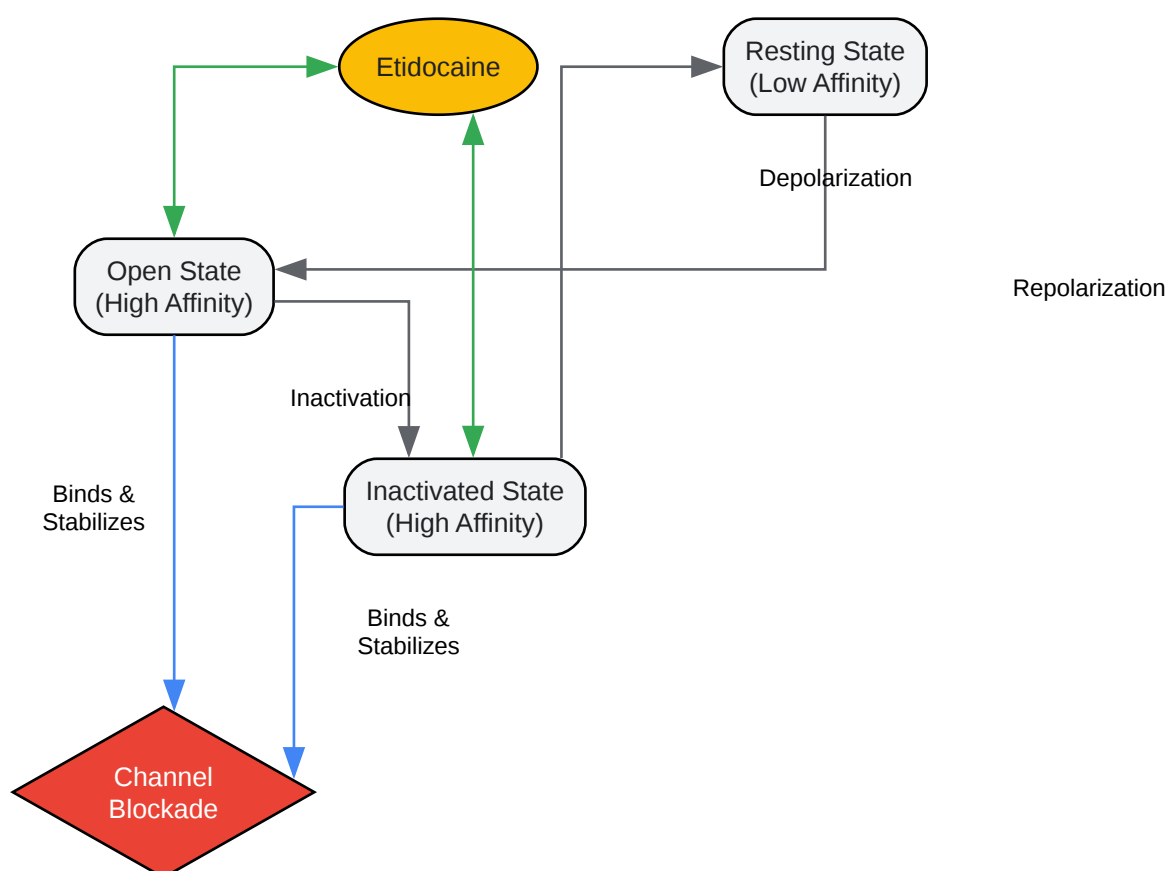 Etidocaine
Resting State
(Low Affinity)
Depolarization
Open State
(High Affinity)
Repolarization
Inactivation
Binds &
Stabilizes
Inactivated State
(High Affinity)
Binds &
Stabilizes
Channel
Blockade